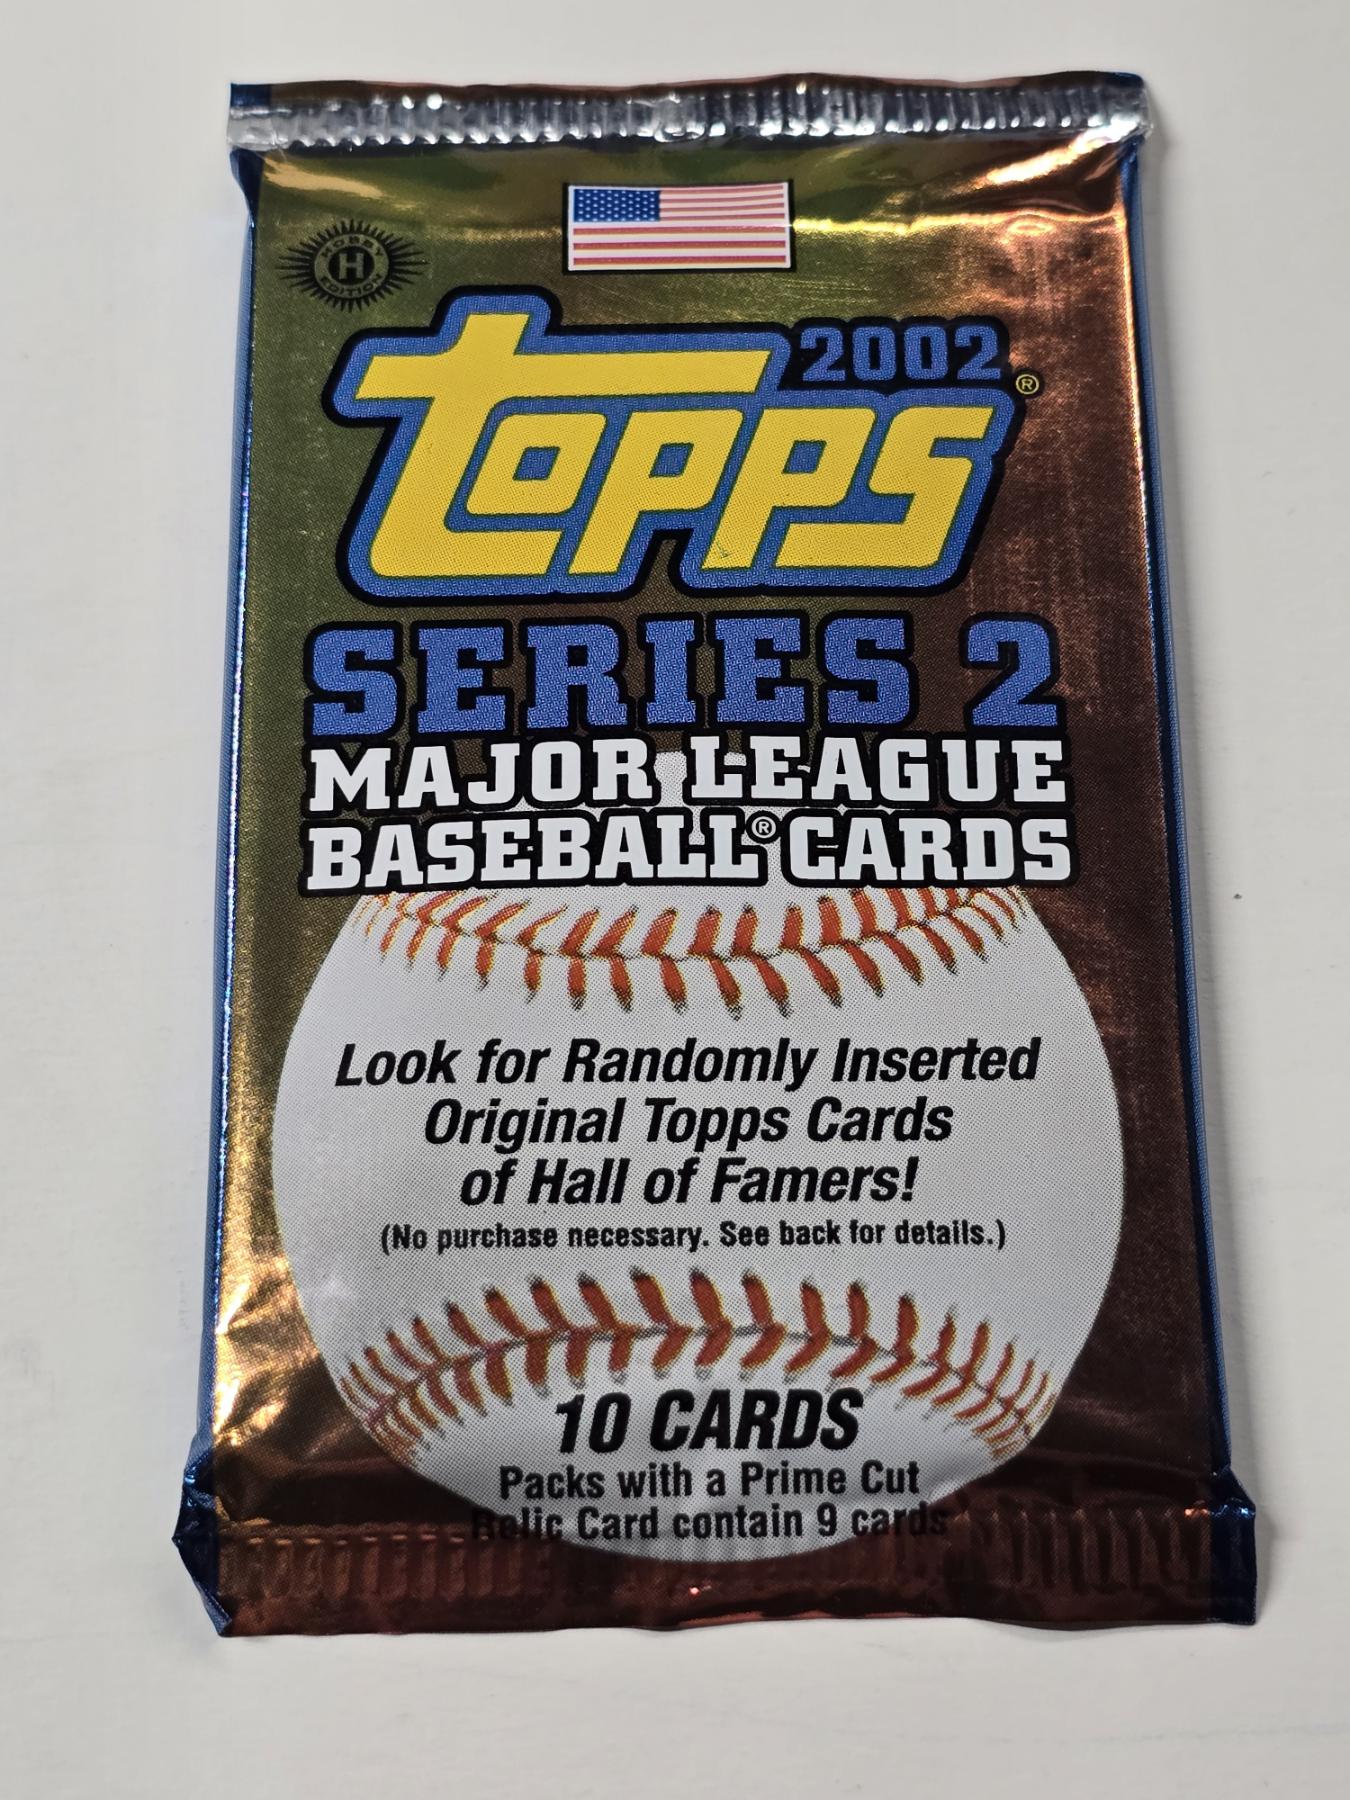 HOBBY
H
EDITION
2002
topps®
SERIES 2
MAJOR LEAGUE
BASEBALL® CARDS
Look for Randomly Inserted
Original Topps Cards
of Hall of Famers!
(No purchase necessary. See back for details.)
10 CARDS
Packs with a Prime Cut
Relic Card contain 9 cards